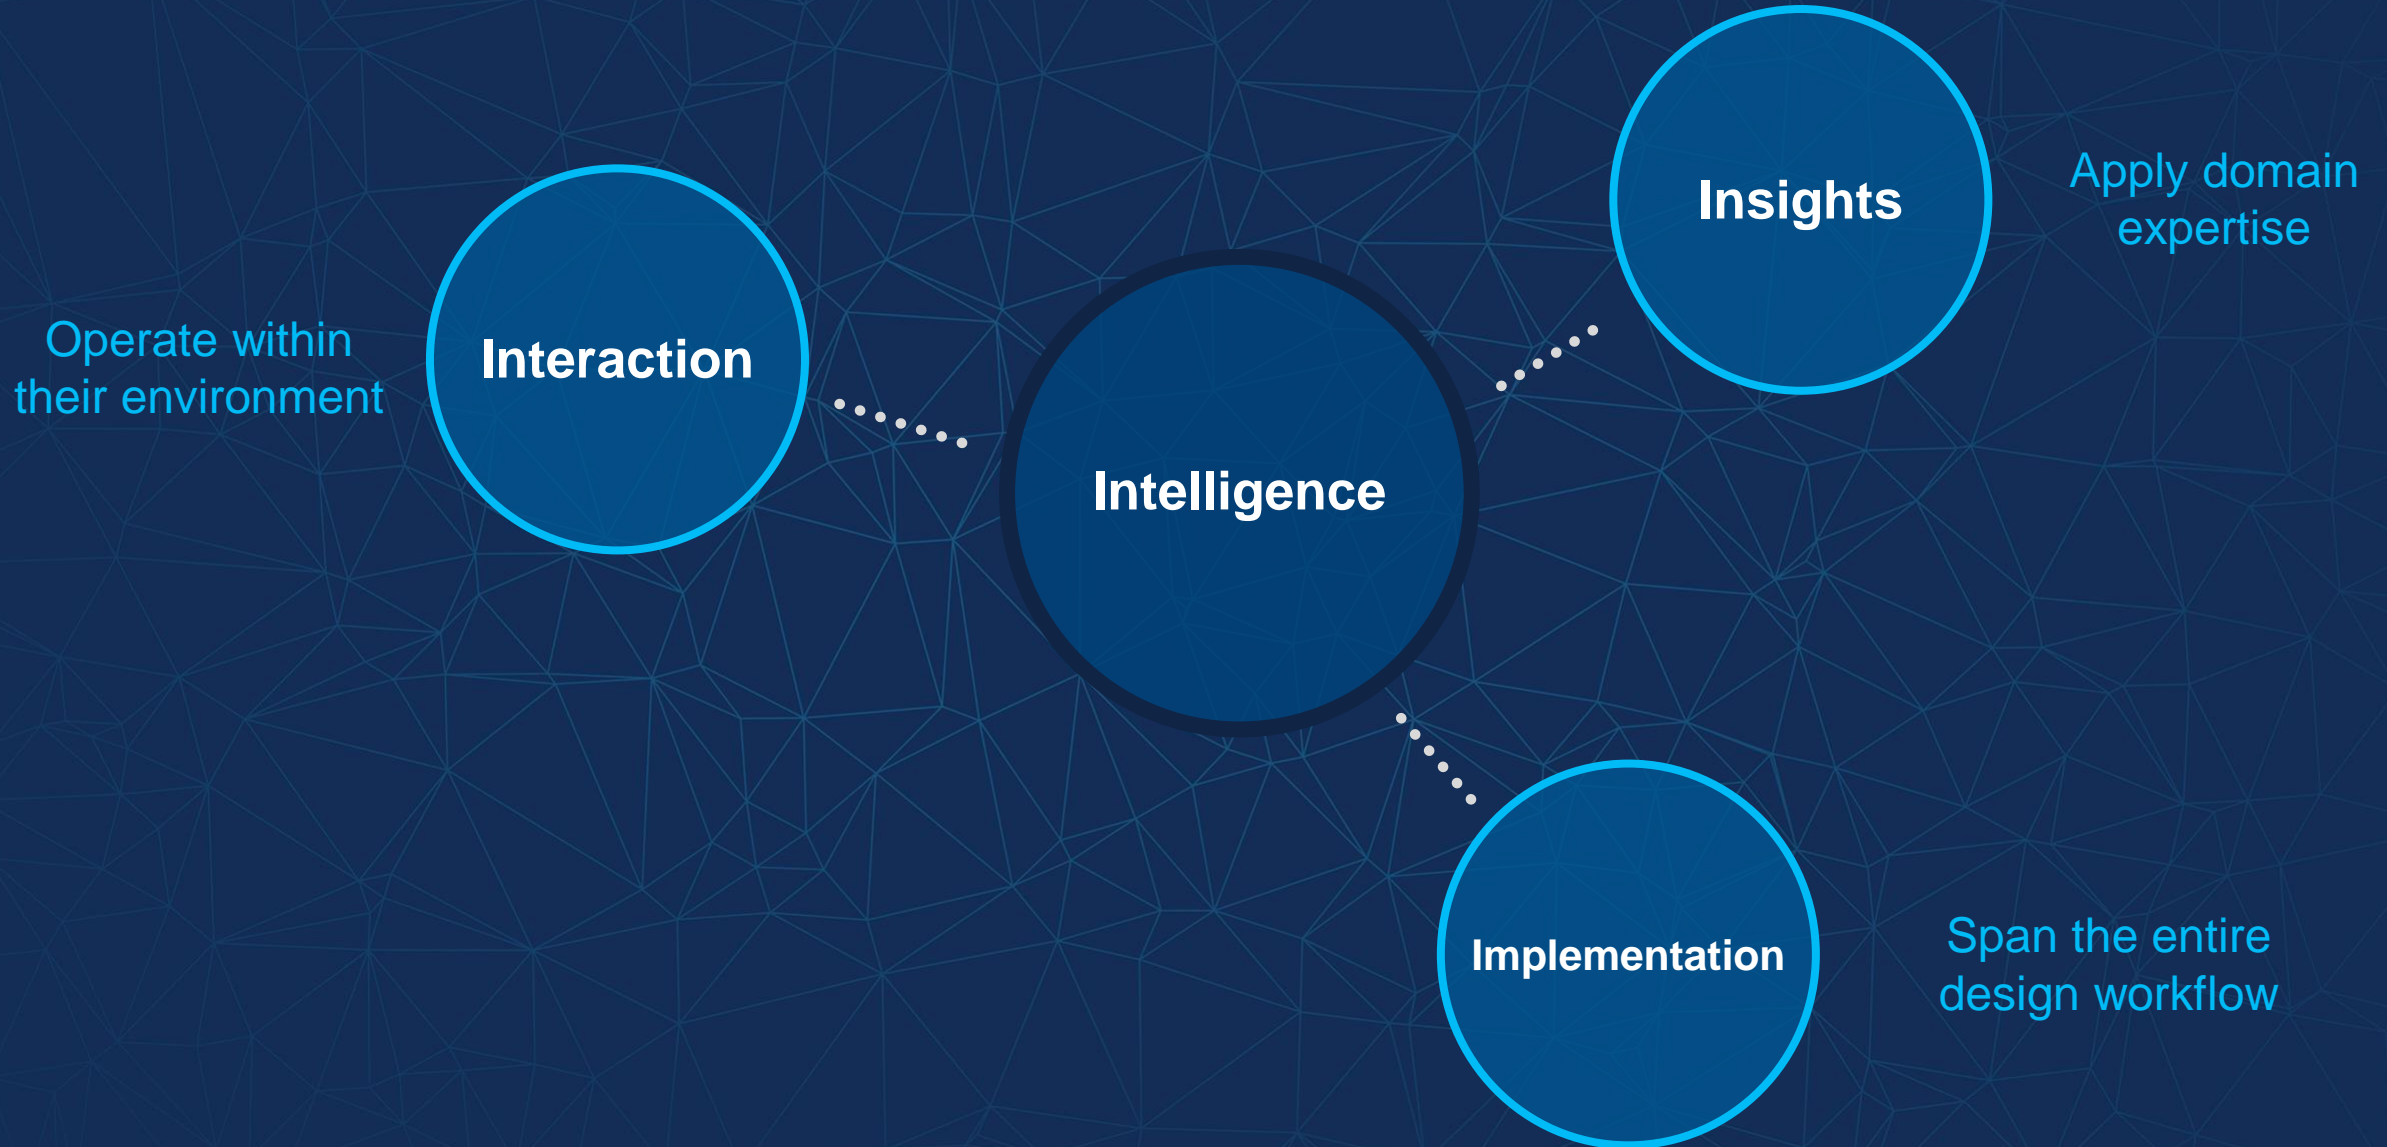 Insights
Apply domain
expertise
Interaction
Operate within
their environment
Intelligence
Implementation
Span the entire
design workflow